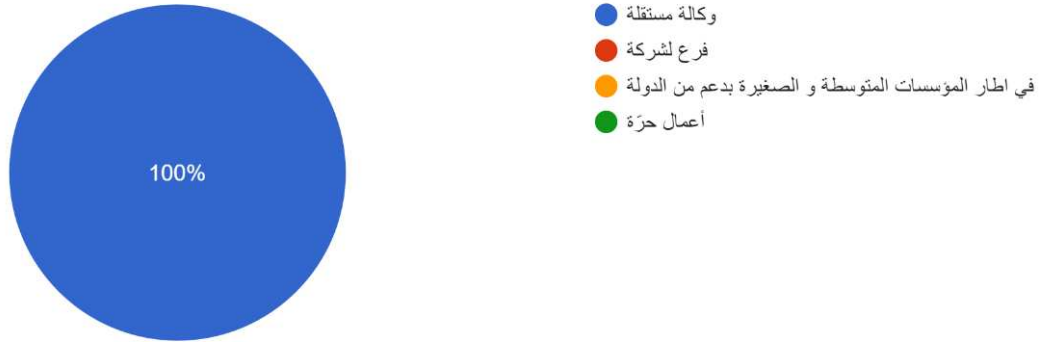 100%
وكالة مستقلة
فرع لشركة
في اطار المؤسسات المتوسطة و الصغيرة بدعم من الدولة
أعمال حرّة